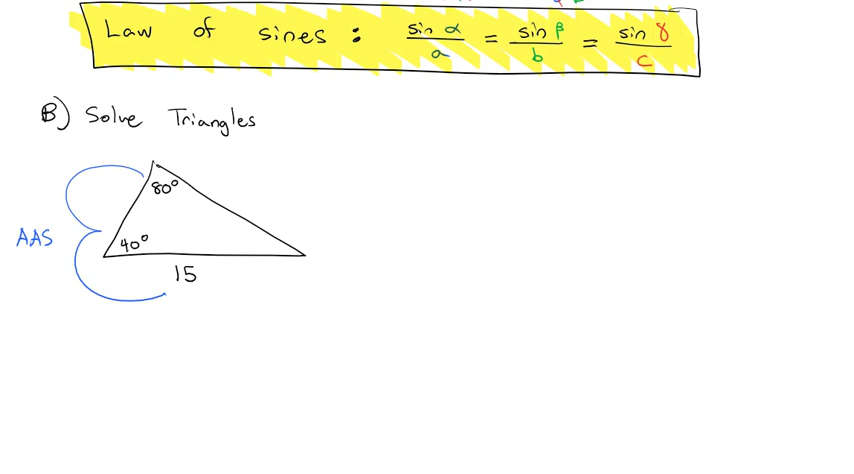 Law of sines : sin α / a = sin β / b = sin γ / c
B) Solve Triangles
80°
AAS
40°
15